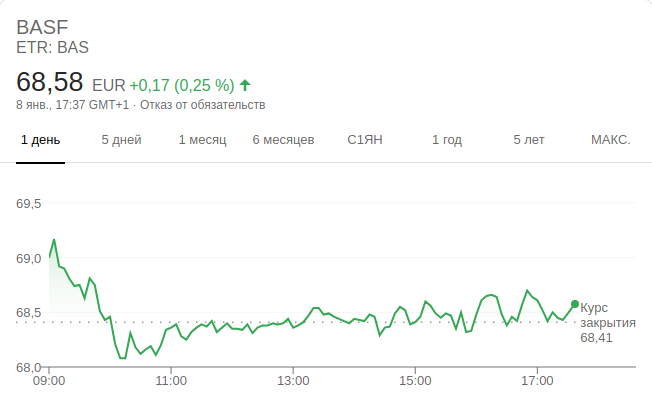 BASF
ETR: BAS
68,58 EUR +0,17 (0,25 %)
8 янв., 17:37 GMT+1 · Отказ от обязательств
1 день 5 дней 1 месяц 6 месяцев С1ЯН 1 год 5 лет МАКС.
69,5
69,0
68,5
68,0
Курс
закрытия
68,41
09:00 11:00 13:00 15:00 17:00